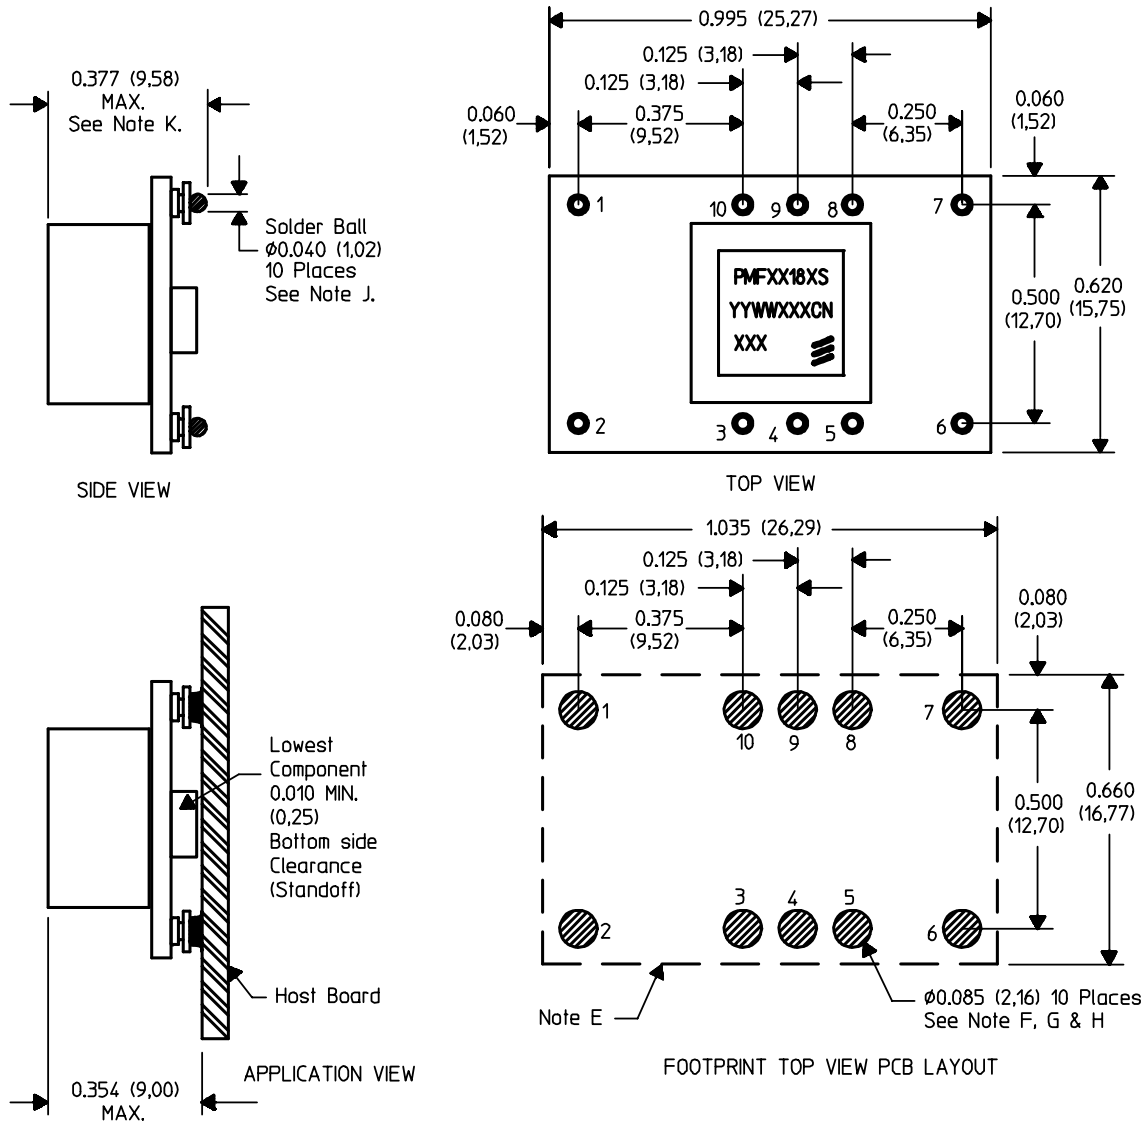 0.377 (9,58)
MAX.
See Note K.
Solder Ball
Ø0.040 (1,02)
10 Places
See Note J.
SIDE VIEW
0.995 (25,27)
0.125 (3,18)
0.125 (3,18)
0.060
(1,52)
0.375
(9,52)
0.250
(6,35)
0.060
(1,52)
1
10
9
8
7
PMFXX18XS
YYWWXXXCN
XXX
0.500
(12,70)
0.620
(15,75)
2
3
4
5
6
TOP VIEW
1.035 (26,29)
0.125 (3,18)
0.125 (3,18)
0.080
(2,03)
0.375
(9,52)
0.250
(6,35)
0.080
(2,03)
1
10
9
8
7
0.500
(12,70)
0.660
(16,77)
2
3
4
5
6
Note E
Ø0.085 (2,16) 10 Places
See Note F, G & H
FOOTPRINT TOP VIEW PCB LAYOUT
Lowest
Component
0.010 MIN.
(0,25)
Bottom side
Clearance
(Standoff)
Host Board
APPLICATION VIEW
0.354 (9,00)
MAX.